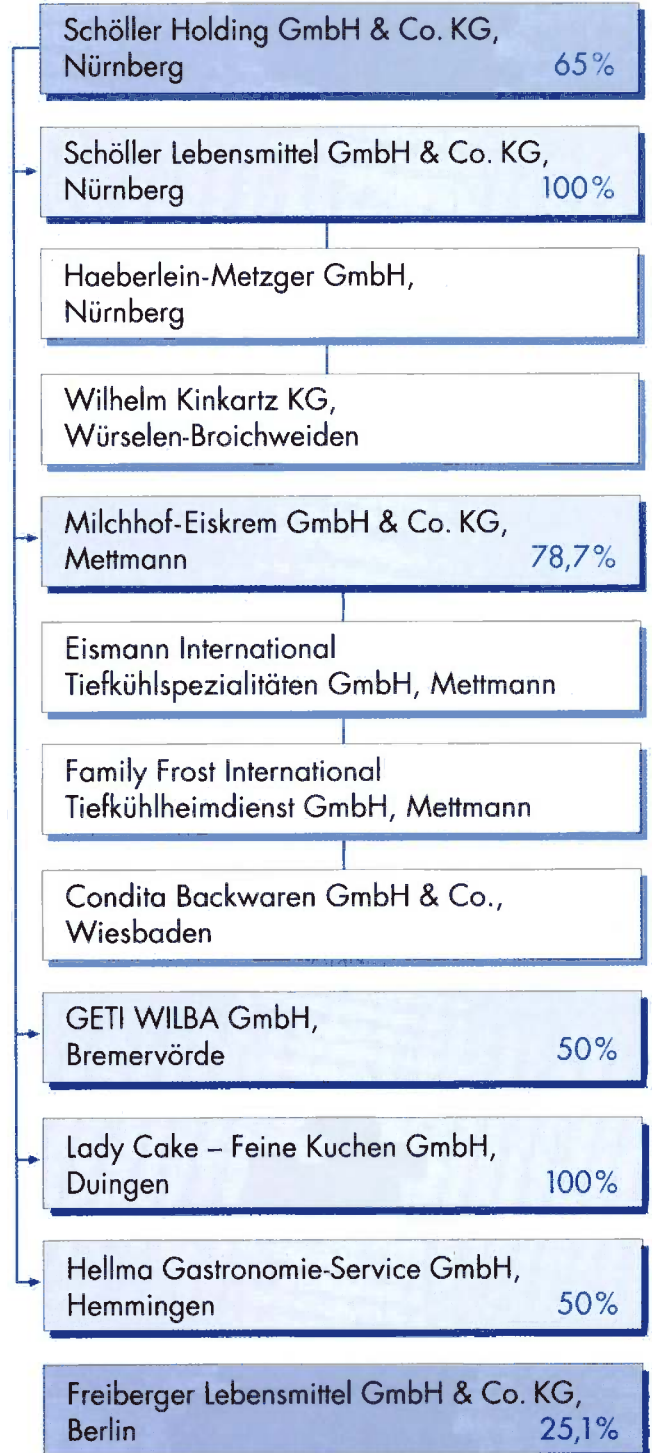 Schöller Holding GmbH & Co. KG,
Nürnberg 65%
Schöller Lebensmittel GmbH & Co. KG,
Nürnberg 100%
Haeberlein-Metzger GmbH,
Nürnberg
Wilhelm Kinkartz KG,
Würselen-Broichweiden
Milchhof-Eiskrem GmbH & Co. KG,
Mettmann 78,7%
Eismann International
Tiefkühlspezialitäten GmbH, Mettmann
Family Frost International
Tiefkühlheimdienst GmbH, Mettmann
Condita Backwaren GmbH & Co.,
Wiesbaden
GETI WILBA GmbH,
Bremervörde 50%
Lady Cake – Feine Kuchen GmbH,
Duingen 100%
Hellma Gastronomie-Service GmbH,
Hemmingen 50%
Freiberger Lebensmittel GmbH & Co. KG,
Berlin 25,1%